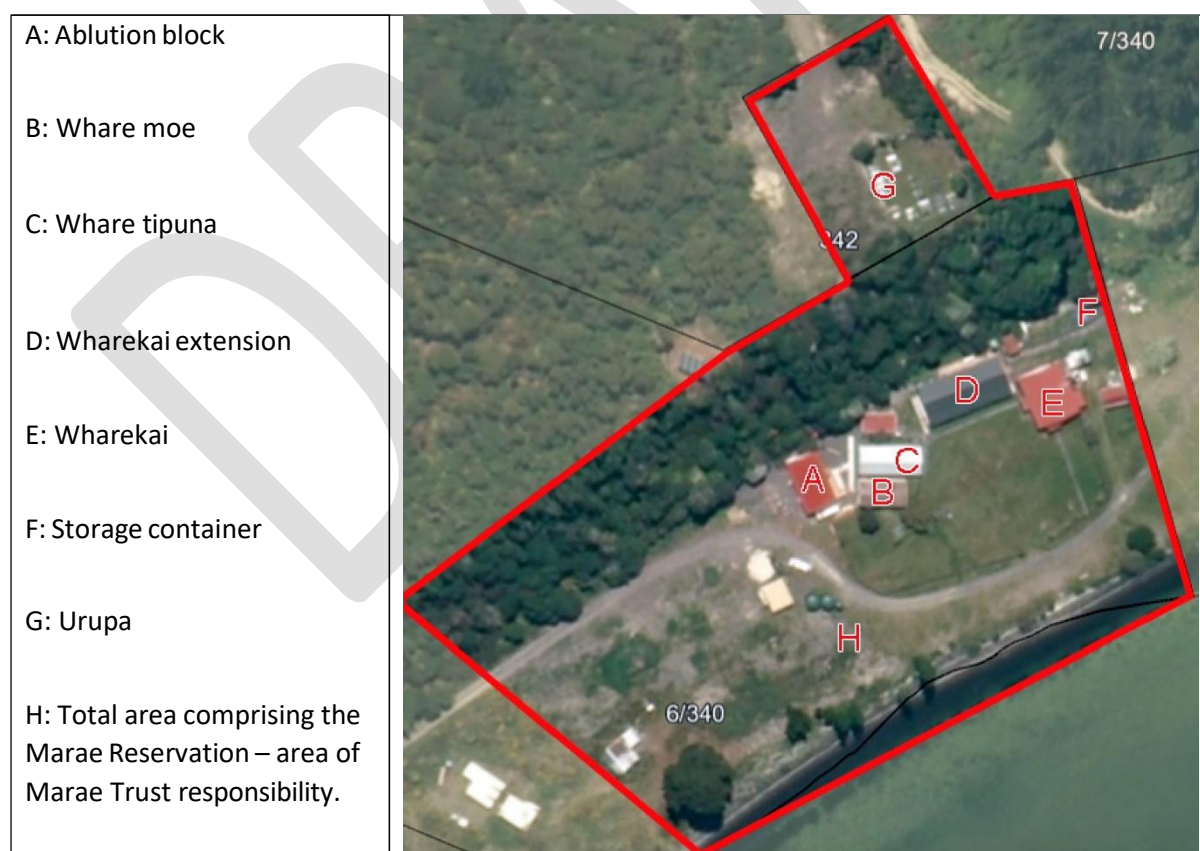 DRA
A: Ablution block
B: Whare moe
C: Whare tipuna
D: Wharekai extension
E: Wharekai
F: Storage container
G: Urupa
H: Total area comprising the
Marae Reservation – area of
Marae Trust responsibility.
7/340
G
342
F
D
E
C
A
B
H
6/340